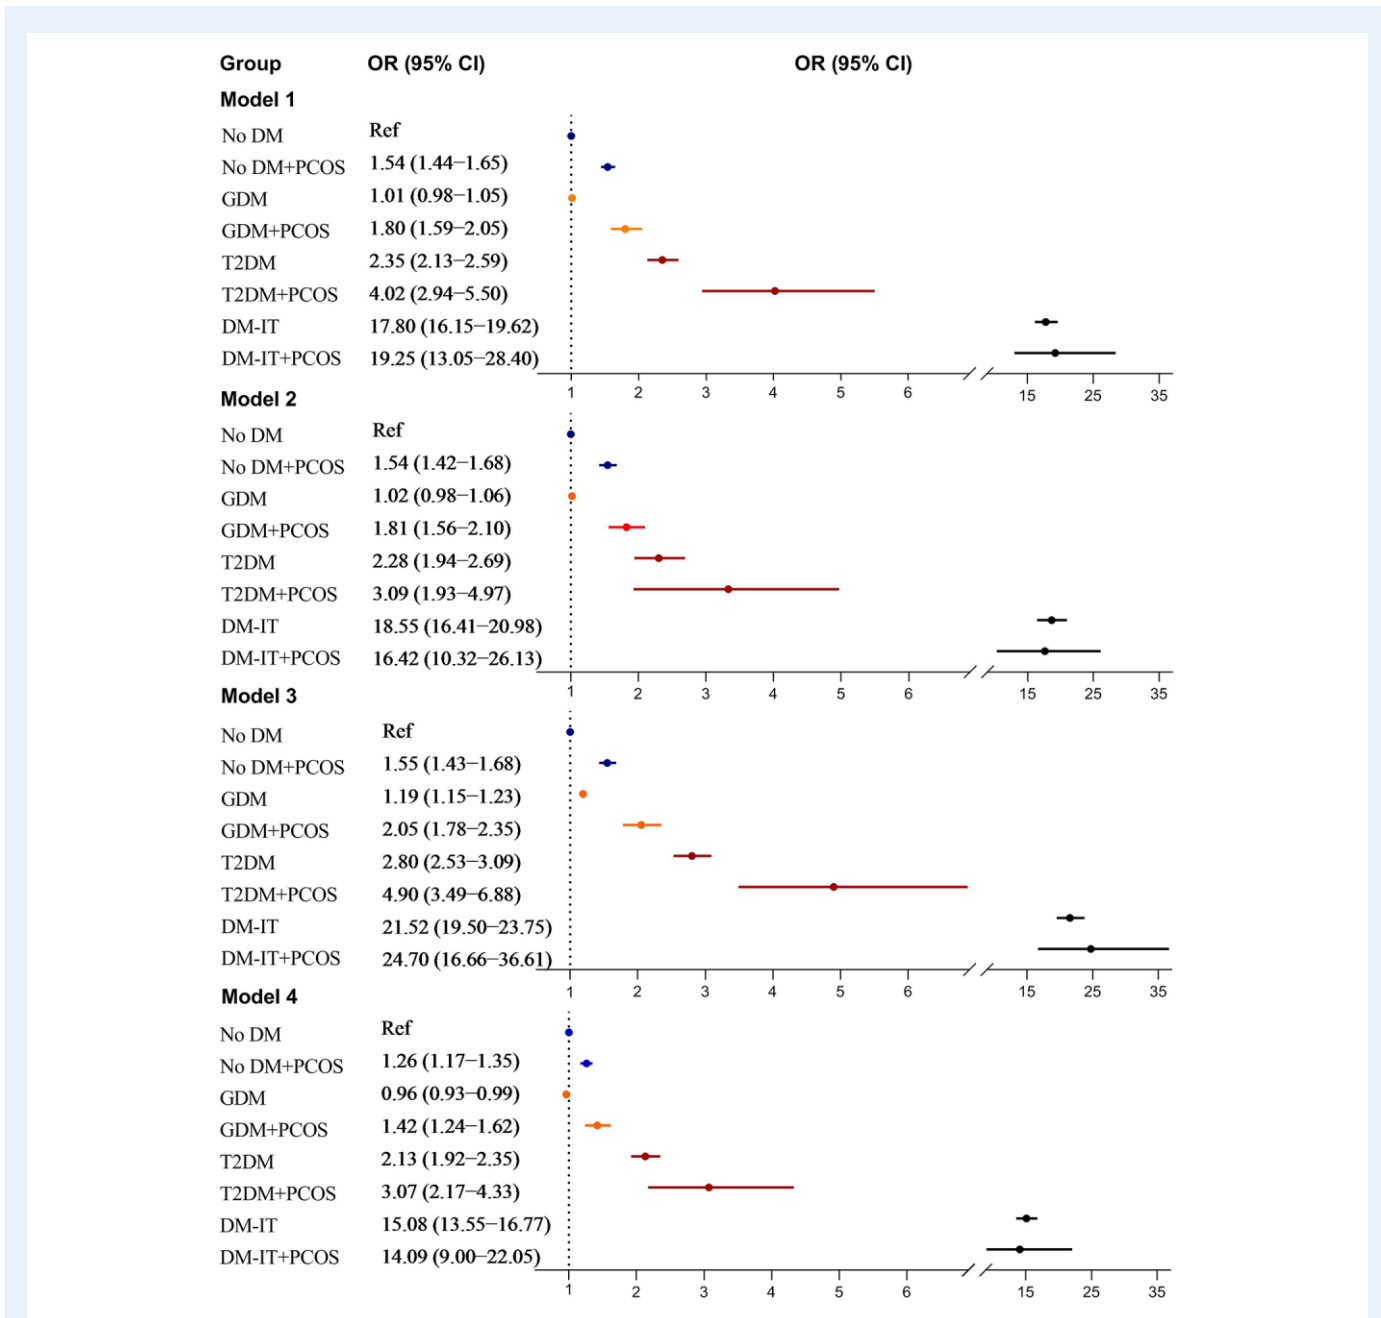 Group OR (95% CI) OR (95% CI)
Model 1
No DM Ref
No DM+PCOS 1.54 (1.44−1.65)
GDM 1.01 (0.98−1.05)
GDM+PCOS 1.80 (1.59−2.05)
T2DM 2.35 (2.13−2.59)
T2DM+PCOS 4.02 (2.94−5.50)
DM-IT 17.80 (16.15−19.62)
DM-IT+PCOS 19.25 (13.05−28.40)
1 2 3 4 5 6 15 25 35
Model 2
No DM Ref
No DM+PCOS 1.54 (1.42−1.68)
GDM 1.02 (0.98−1.06)
GDM+PCOS 1.81 (1.56−2.10)
T2DM 2.28 (1.94−2.69)
T2DM+PCOS 3.09 (1.93−4.97)
DM-IT 18.55 (16.41−20.98)
DM-IT+PCOS 16.42 (10.32−26.13)
1 2 3 4 5 6 15 25 35
Model 3
No DM Ref
No DM+PCOS 1.55 (1.43−1.68)
GDM 1.19 (1.15−1.23)
GDM+PCOS 2.05 (1.78−2.35)
T2DM 2.80 (2.53−3.09)
T2DM+PCOS 4.90 (3.49−6.88)
DM-IT 21.52 (19.50−23.75)
DM-IT+PCOS 24.70 (16.66−36.61)
1 2 3 4 5 6 15 25 35
Model 4
No DM Ref
No DM+PCOS 1.26 (1.17−1.35)
GDM 0.96 (0.93−0.99)
GDM+PCOS 1.42 (1.24−1.62)
T2DM 2.13 (1.92−2.35)
T2DM+PCOS 3.07 (2.17−4.33)
DM-IT 15.08 (13.55−16.77)
DM-IT+PCOS 14.09 (9.00−22.05)
1 2 3 4 5 6 15 25 35